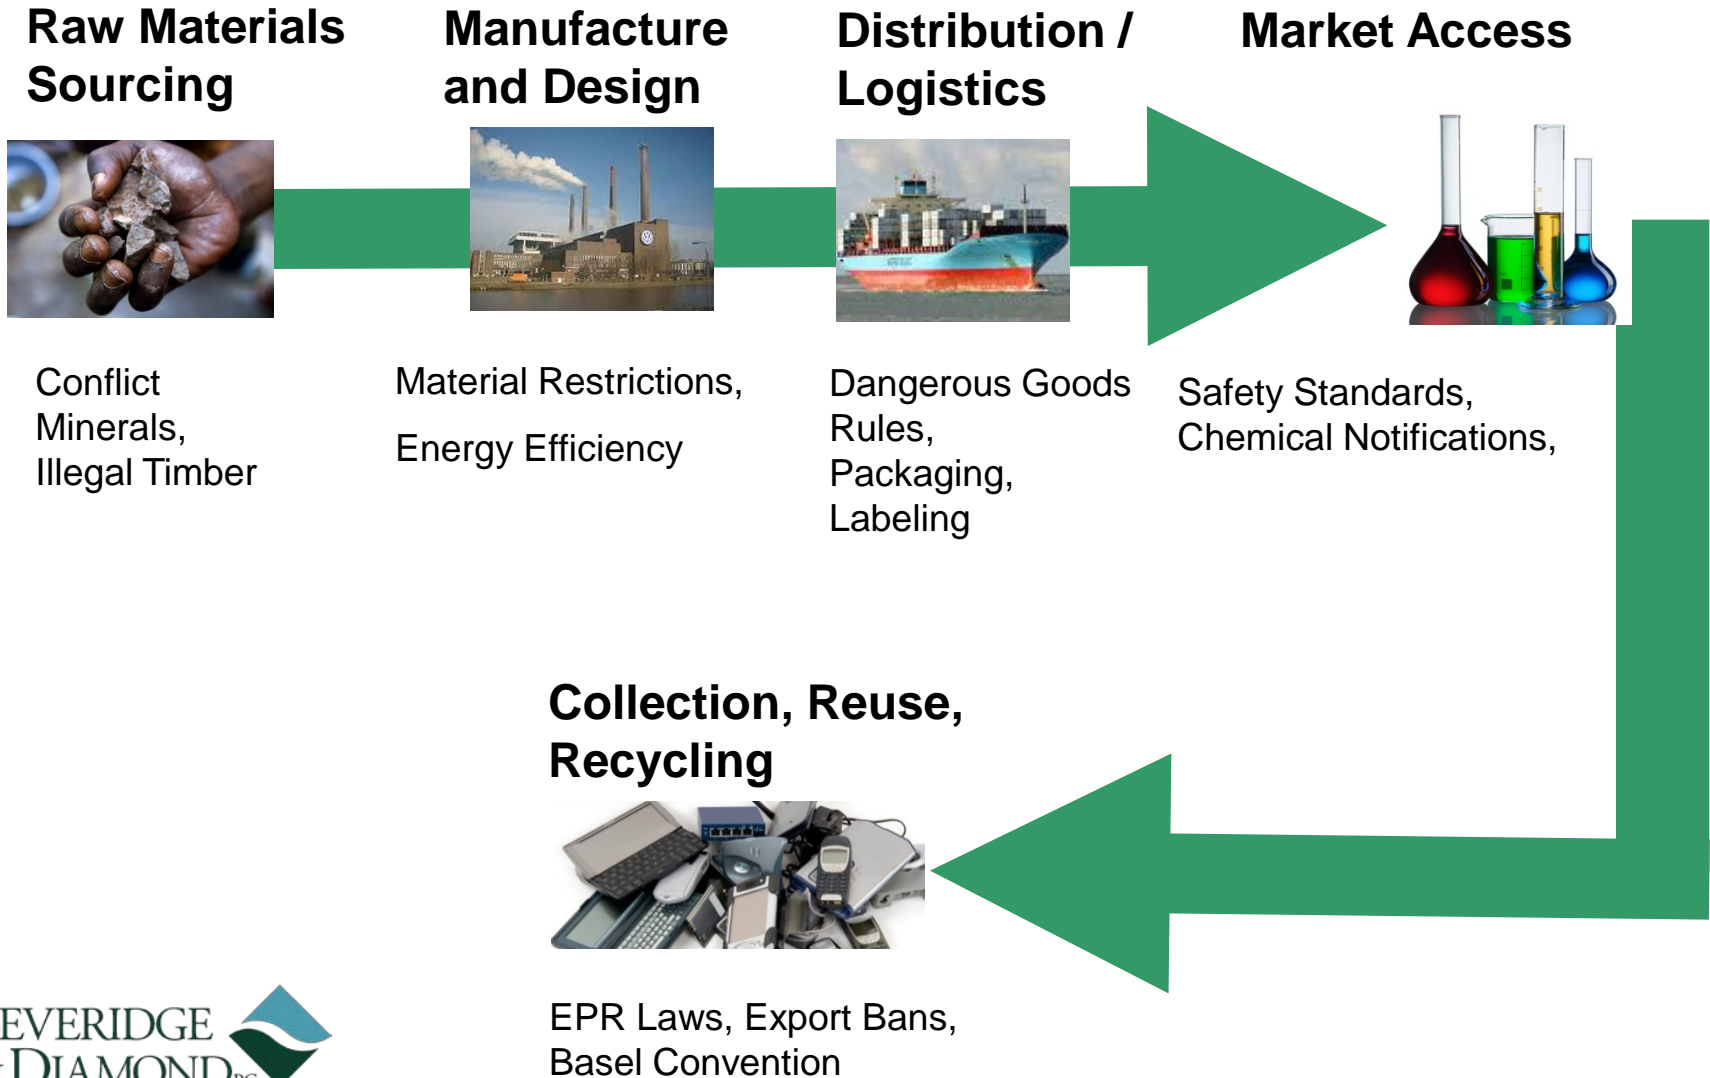 Raw Materials
Sourcing
Manufacture
and Design
Distribution /
Logistics
Market Access
Conflict
Minerals,
Illegal Timber
Material Restrictions,
Energy Efficiency
Dangerous Goods
Rules,
Packaging,
Labeling
Safety Standards,
Chemical Notifications,
Collection, Reuse,
Recycling
EPR Laws, Export Bans,
Basel Convention
EVERIDGE
DIAMOND PC